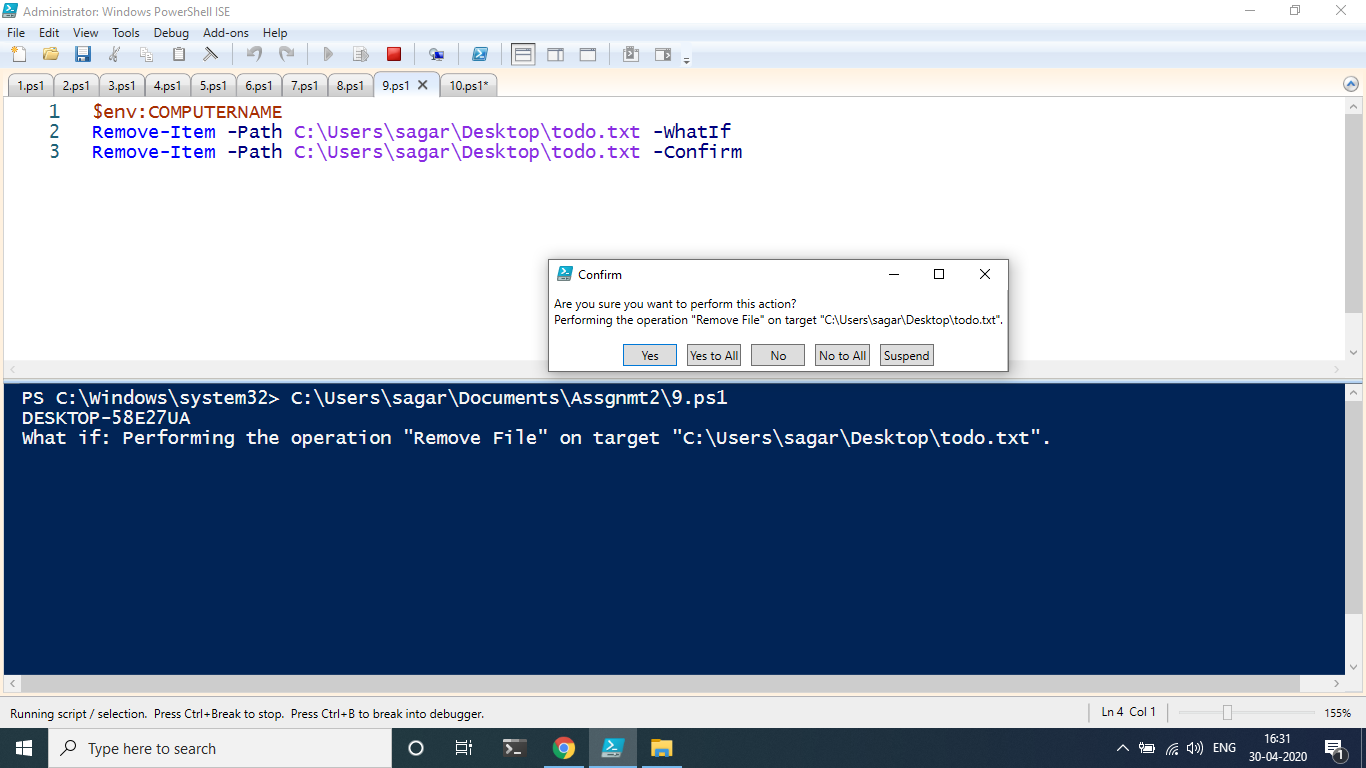 Administrator: Windows PowerShell ISE
File Edit View Tools Debug Add-ons Help
1.ps1 2.ps1 3.ps1 4.ps1 5.ps1 6.ps1 7.ps1 8.ps1 9.ps1 10.ps1*
1 $env:COMPUTERNAME
2 Remove-Item -Path C:\Users\sagar\Desktop\todo.txt -WhatIf
3 Remove-Item -Path C:\Users\sagar\Desktop\todo.txt -Confirm
Confirm
Are you sure you want to perform this action?
Performing the operation "Remove File" on target "C:\Users\sagar\Desktop\todo.txt".
Yes Yes to All No No to All Suspend
PS C:\Windows\system32> C:\Users\sagar\Documents\Assgnmt2\9.ps1
DESKTOP-58E27UA
What if: Performing the operation "Remove File" on target "C:\Users\sagar\Desktop\todo.txt".
Running script / selection. Press Ctrl+Break to stop. Press Ctrl+B to break into debugger.
Ln 4 Col 1
155%
Type here to search
ENG
16:31
30-04-2020
1